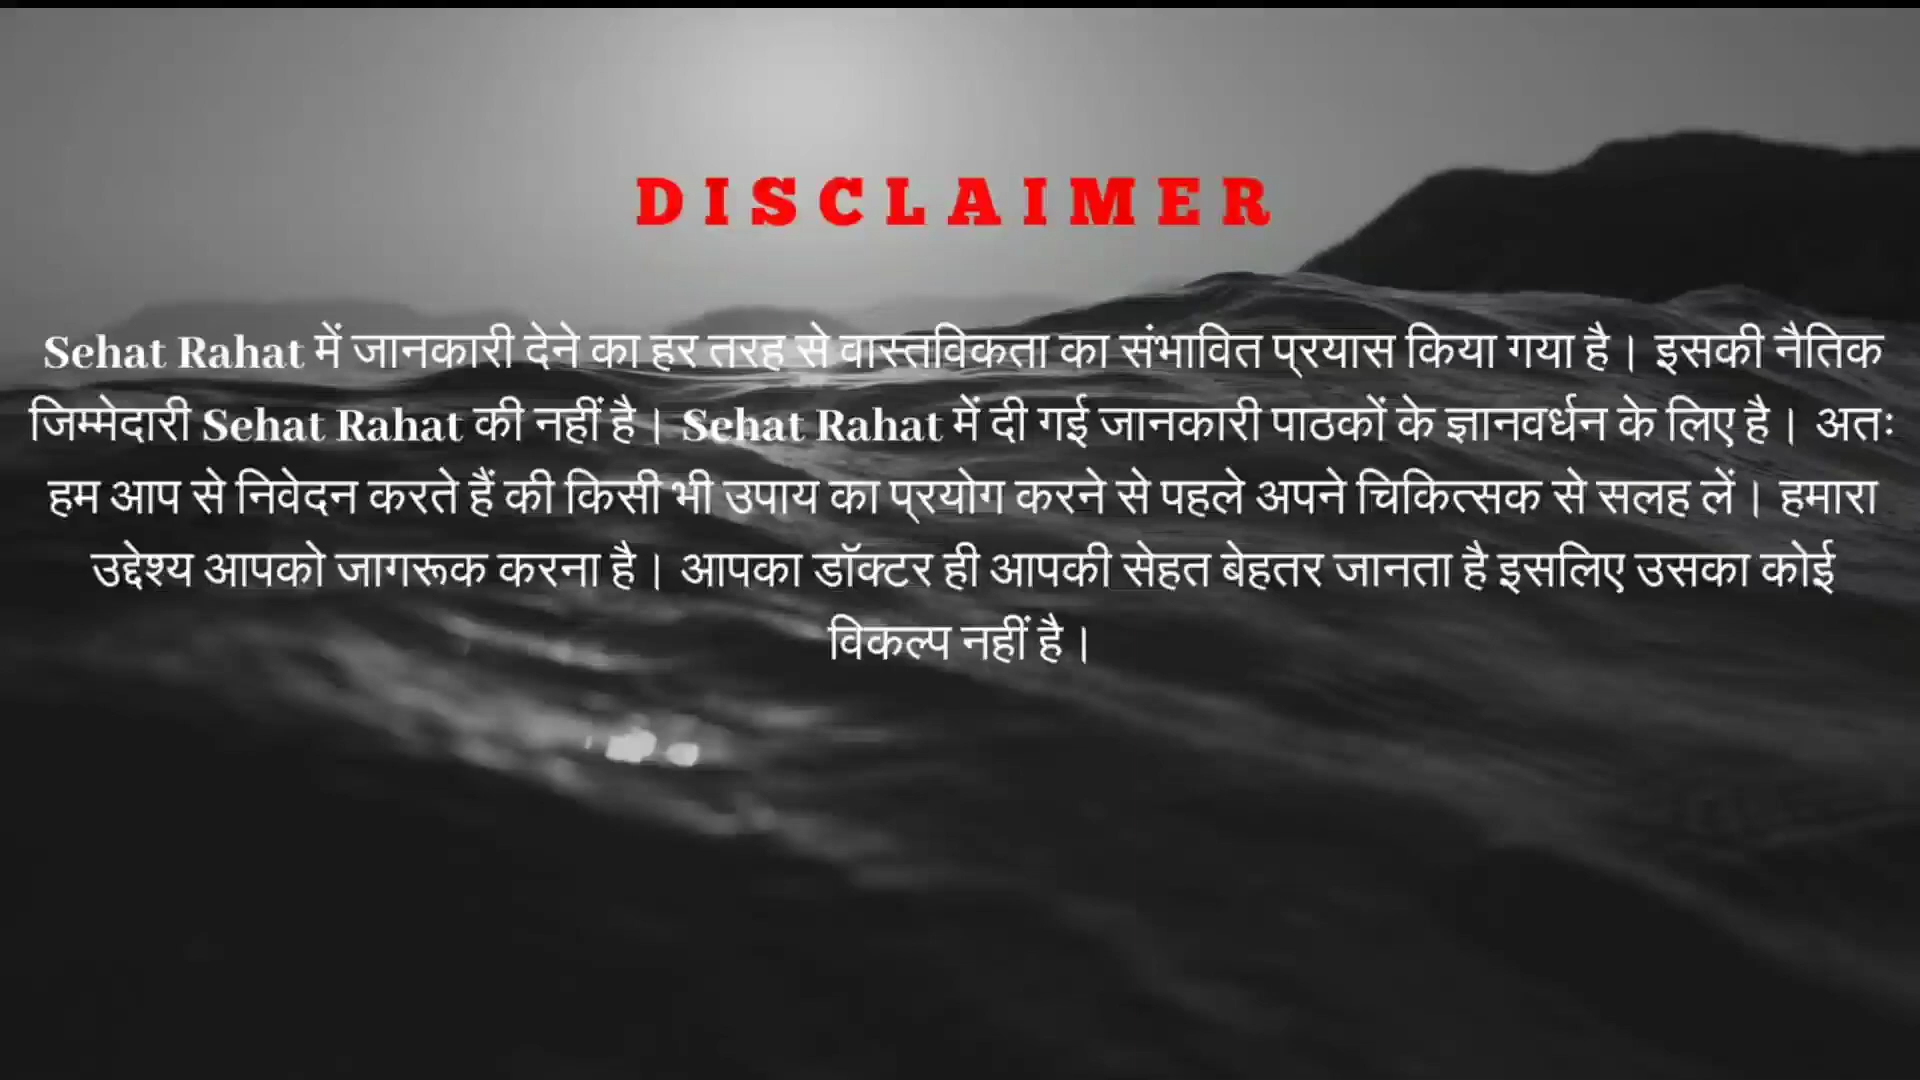 DISCLAIMER
Sehat Rahat में जानकारी देने का हर तरह से वास्तविकता का संभावित प्रयास किया गया है। इसकी नैतिक
जिम्मेदारी Sehat Rahat की नहीं है। Sehat Rahat में दी गई जानकारी पाठकों के ज्ञानवर्धन के लिए है। अतः
हम आप से निवेदन करते हैं की किसी भी उपाय का प्रयोग करने से पहले अपने चिकित्सक से सलह लें। हमारा
उद्देश्य आपको जागरूक करना है। आपका डॉक्टर ही आपकी सेहत बेहतर जानता है इसलिए उसका कोई
विकल्प नहीं है।